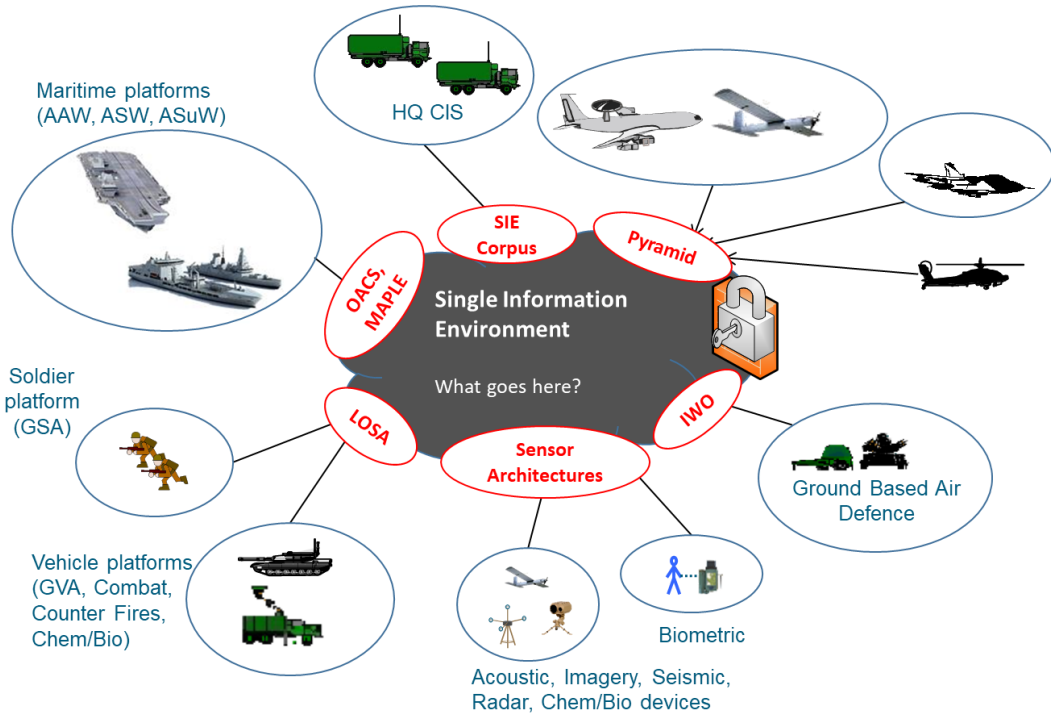 HQ CIS
Maritime platforms
(AAW, ASW, ASuW)
SIE
Corpus
Pyramid
OACS,
MAPLE
Single Information
Environment
What goes here?
Soldier
platform
(GSA)
LOSA
IWO
Sensor
Architectures
Ground Based Air
Defence
Vehicle platforms
(GVA, Combat,
Counter Fires,
Chem/Bio)
Biometric
Acoustic, Imagery, Seismic,
Radar, Chem/Bio devices